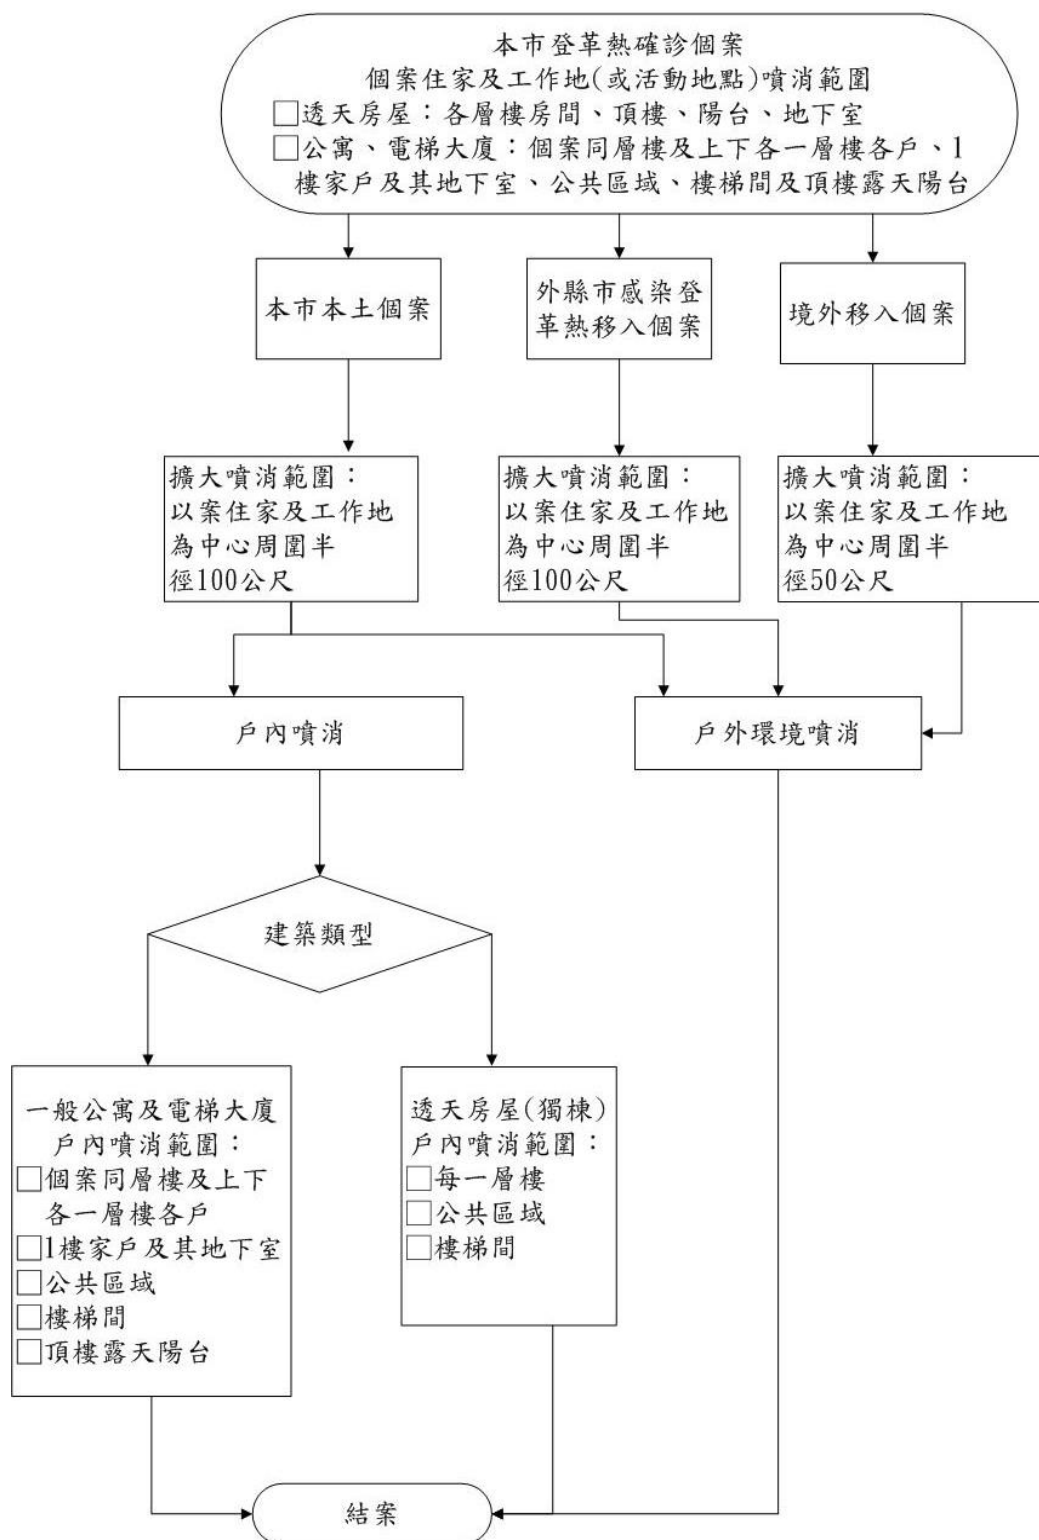 本市登革熱確診個案
個案住家及工作地(或活動地點)噴消範圍
□透天房屋：各層樓房間、頂樓、陽台、地下室
□公寓、電梯大廈：個案同層樓及上下各一層樓各戶、1
樓家戶及其地下室、公共區域、樓梯間及頂樓露天陽台
本市本土個案
外縣市感染登
革熱移入個案
境外移入個案
擴大噴消範圍：
以案住家及工作地
為中心周圍半
徑100公尺
擴大噴消範圍：
以案住家及工作地
為中心周圍半
徑100公尺
擴大噴消範圍：
以案住家及工作地
為中心周圍半
徑50公尺
戶內噴消
戶外環境噴消
建築類型
一般公寓及電梯大廈
戶內噴消範圍：
□個案同層樓及上下
各一層樓各戶
□1樓家戶及其地下室
□公共區域
□樓梯間
□頂樓露天陽台
透天房屋(獨棟)
戶內噴消範圍：
□每一層樓
□公共區域
□樓梯間
結案